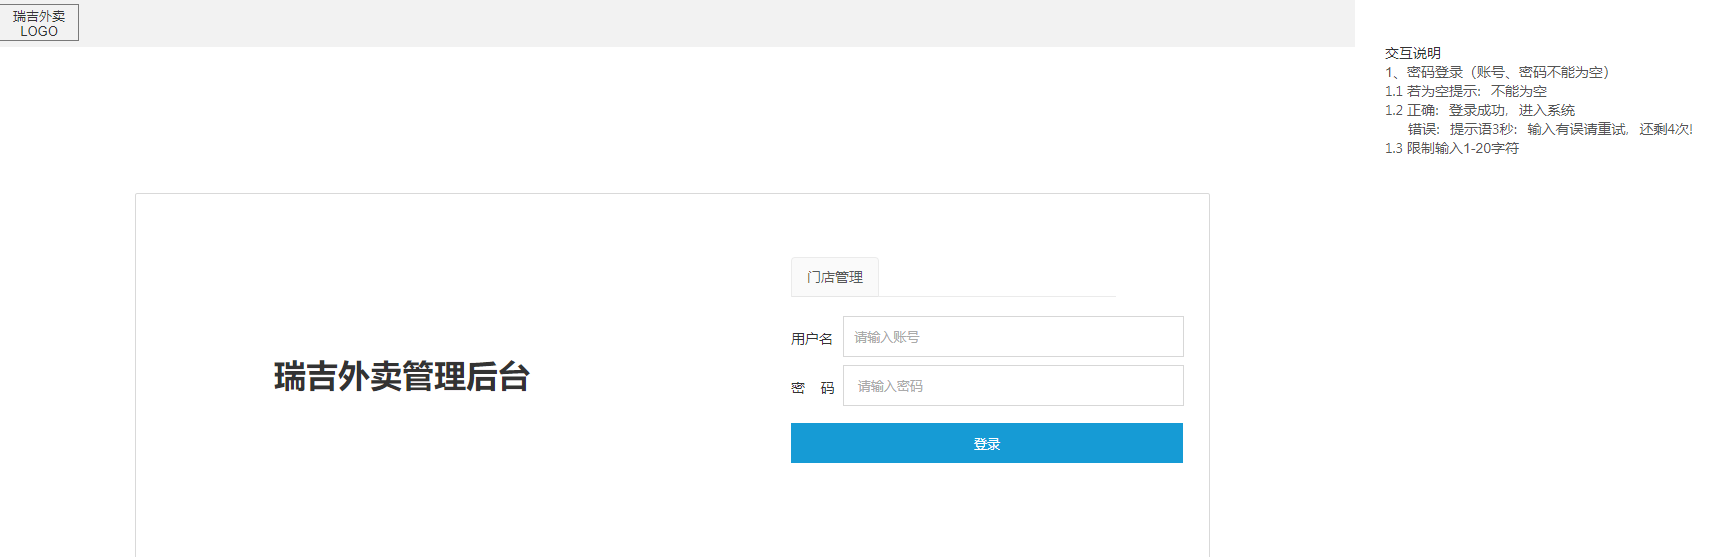 瑞吉外卖
LOGO
交互说明
1、密码登录（账号、密码不能为空）
1.1 若为空提示：不能为空
1.2 正确：登录成功，进入系统
错误：提示语3秒：输入有误请重试，还剩4次!
1.3 限制输入1-20字符
门店管理
用户名 请输入账号
瑞吉外卖管理后台
密 码 请输入密码
登录